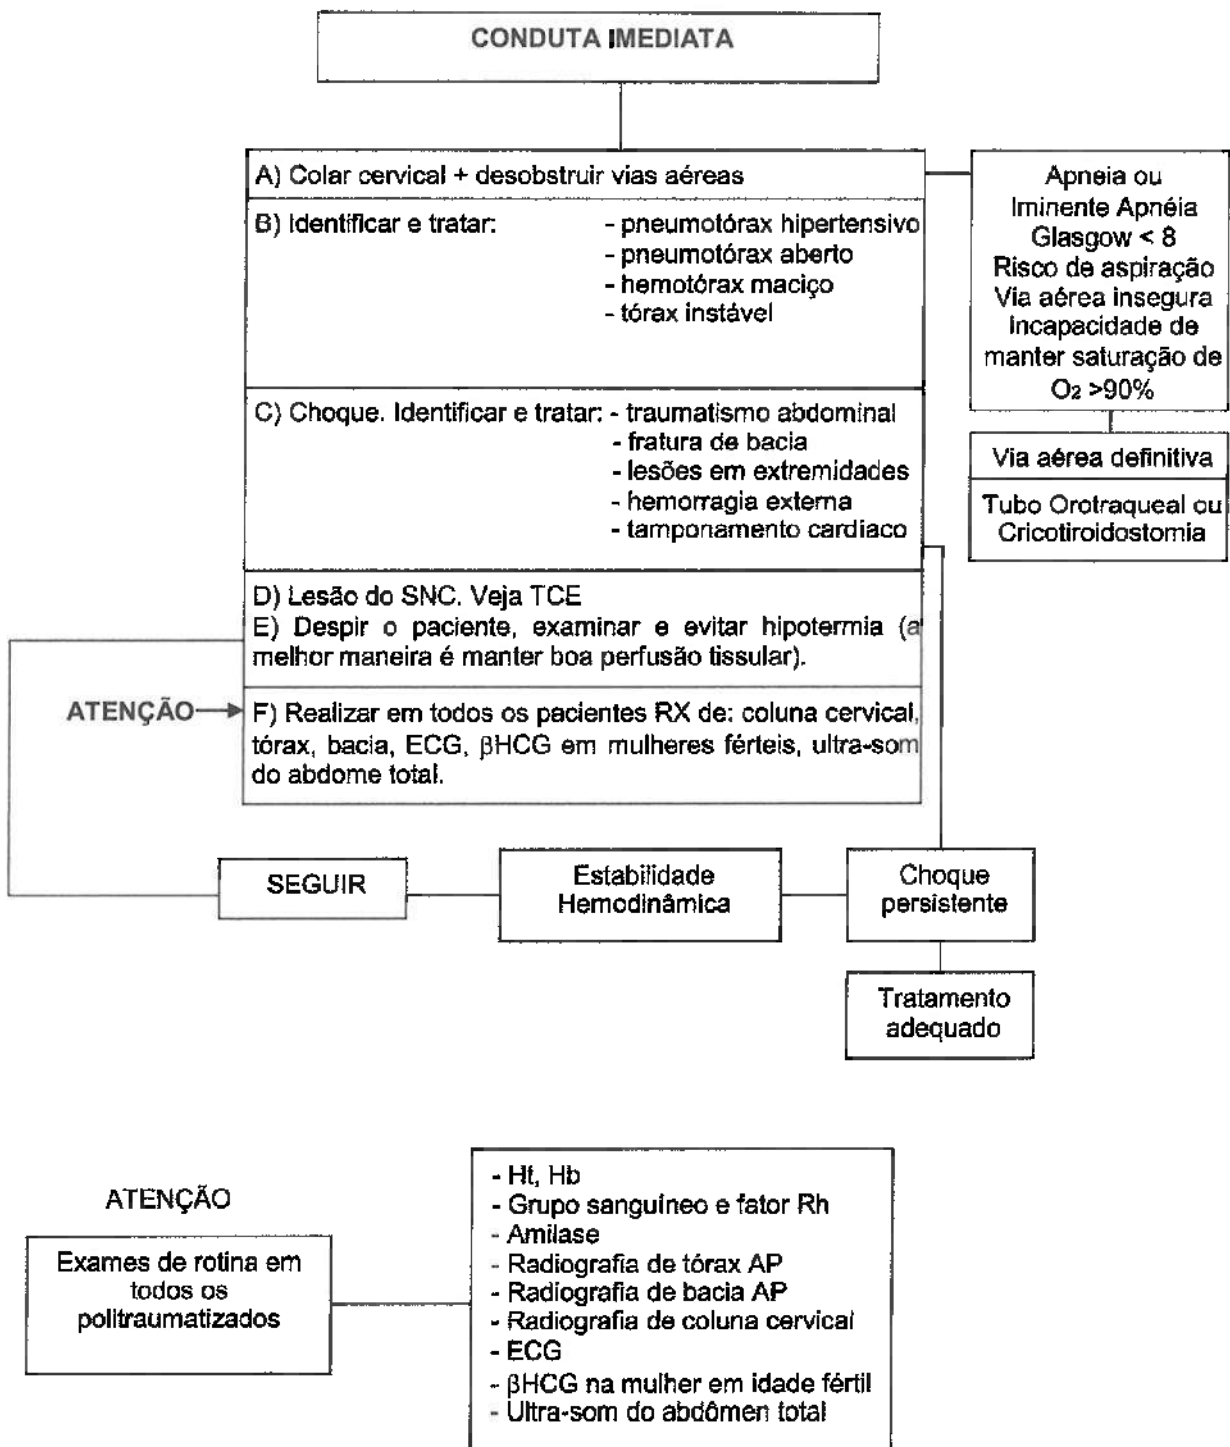 CONDUTA IMEDIATA
A) Colar cervical + desobstruir vias aéreas
B) Identificar e tratar: - pneumotórax hipertensivo
- pneumotórax aberto
- hemotórax maciço
- tórax instável
Apneia ou
Iminente Apnéia
Glasgow < 8
Risco de aspiração
Via aérea insegura
Incapacidade de
manter saturação de
O₂ >90%
C) Choque. Identificar e tratar: - traumatismo abdominal
- fratura de bacia
- lesões em extremidades
- hemorragia externa
- tamponamento cardíaco
Via aérea definitiva
Tubo Orotraqueal ou
Cricotiroidostomia
D) Lesão do SNC. Veja TCE
E) Despir o paciente, examinar e evitar hipotermia (a
melhor maneira é manter boa perfusão tissular).
ATENÇÃO
F) Realizar em todos os pacientes RX de: coluna cervical,
tórax, bacia, ECG, βHCG em mulheres férteis, ultra-som
do abdome total.
SEGUIR
Estabilidade
Hemodinâmica
Choque
persistente
Tratamento
adequado
ATENÇÃO
Exames de rotina em
todos os
politraumatizados
- Ht, Hb
- Grupo sanguíneo e fator Rh
- Amilase
- Radiografia de tórax AP
- Radiografia de bacia AP
- Radiografia de coluna cervical
- ECG
- βHCG na mulher em idade fértil
- Ultra-som do abdômen total